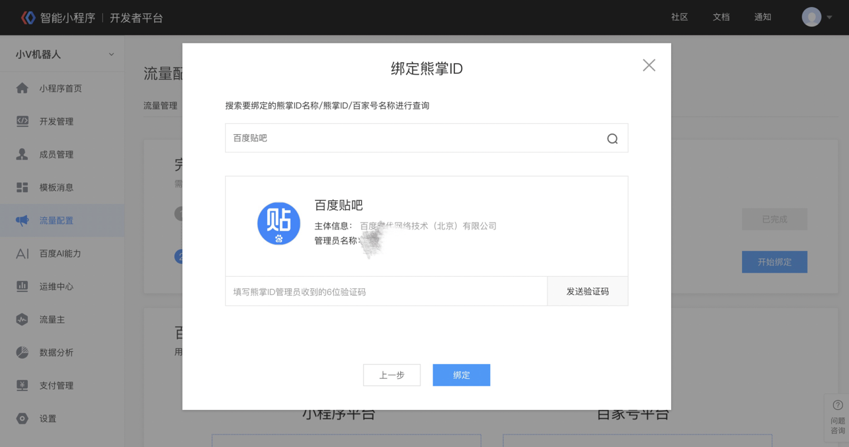 智能小程序 | 开发者平台
社区
文档
通知
小V机器人
小程序首页
开发管理
成员管理
模板消息
流量配置
百度AI能力
运维中心
流量主
数据分析
支付管理
设置
流量配
流量管理
已完成
开始绑定
绑定熊掌ID
搜索要绑定的熊掌ID名称/熊掌ID/百家号名称进行查询
百度贴吧
贴
百度贴吧
主体信息： 百度网络技术（北京）有限公司
管理员名称：
填写熊掌ID管理员收到的6位验证码
发送验证码
上一步
绑定
小程序平台
百家号平台
问题
咨询